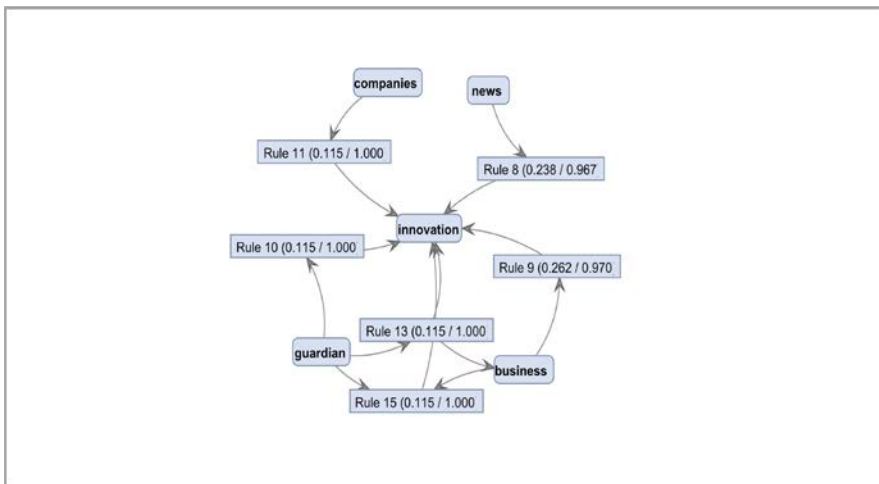 companies
news
Rule 11 (0.115 / 1.000
Rule 8 (0.238 / 0.967
innovation
Rule 10 (0.115 / 1.000
Rule 9 (0.262 / 0.970
Rule 13 (0.115 / 1.000
guardian
business
Rule 15 (0.115 / 1.000